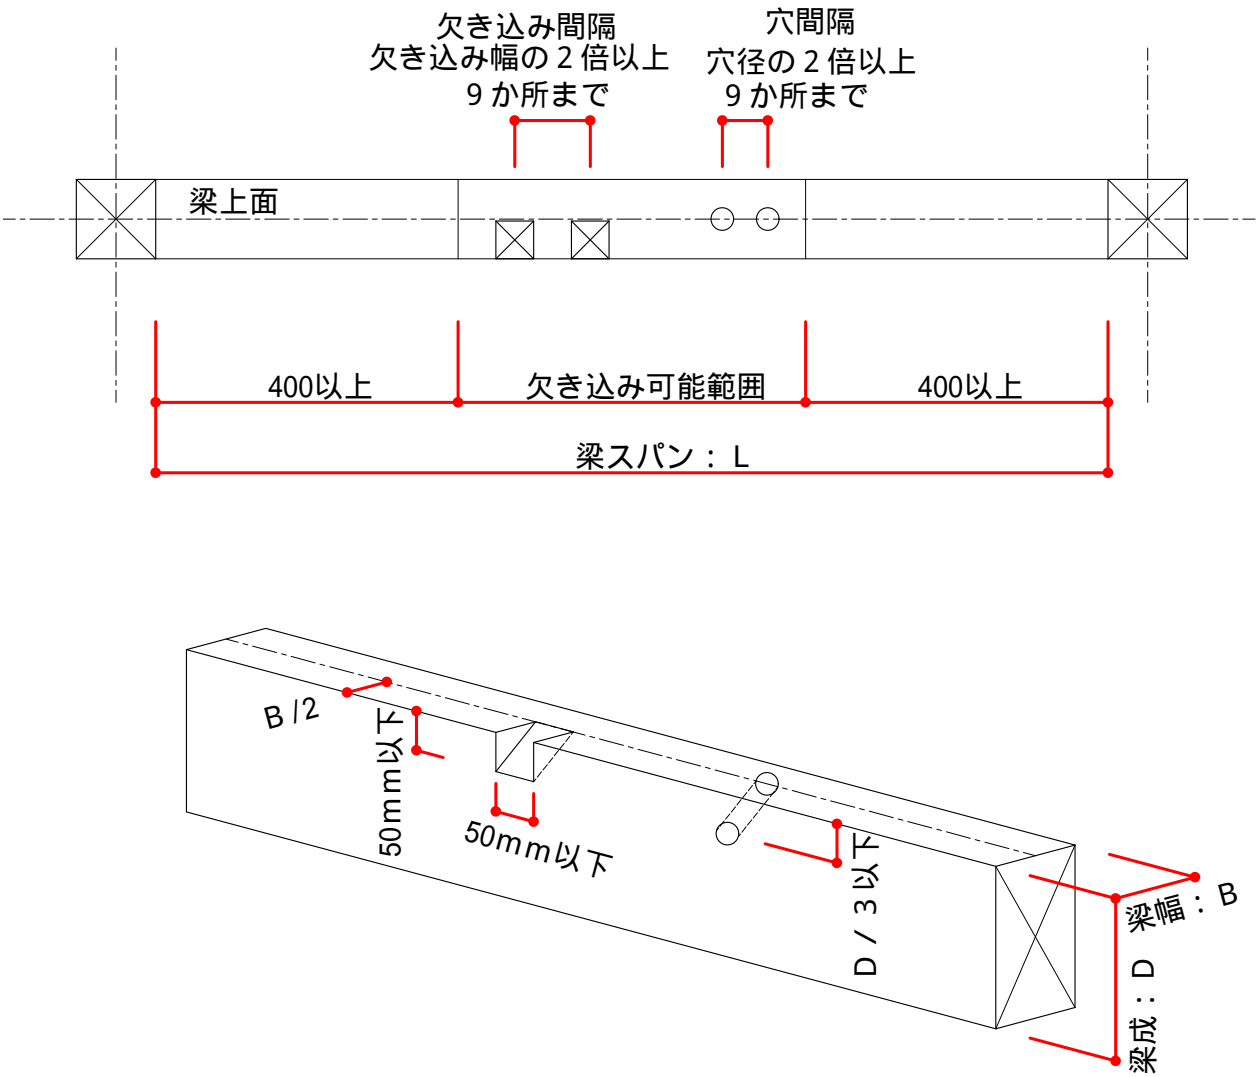 欠き込み間隔
欠き込み幅の2倍以上
9か所まで
穴間隔
穴径の2倍以上
9か所まで
梁上面
400以上
欠き込み可能範囲
400以上
梁スパン：L
B/2
50mm以下
50mm以下
D/3以下
梁幅：B
梁成：D